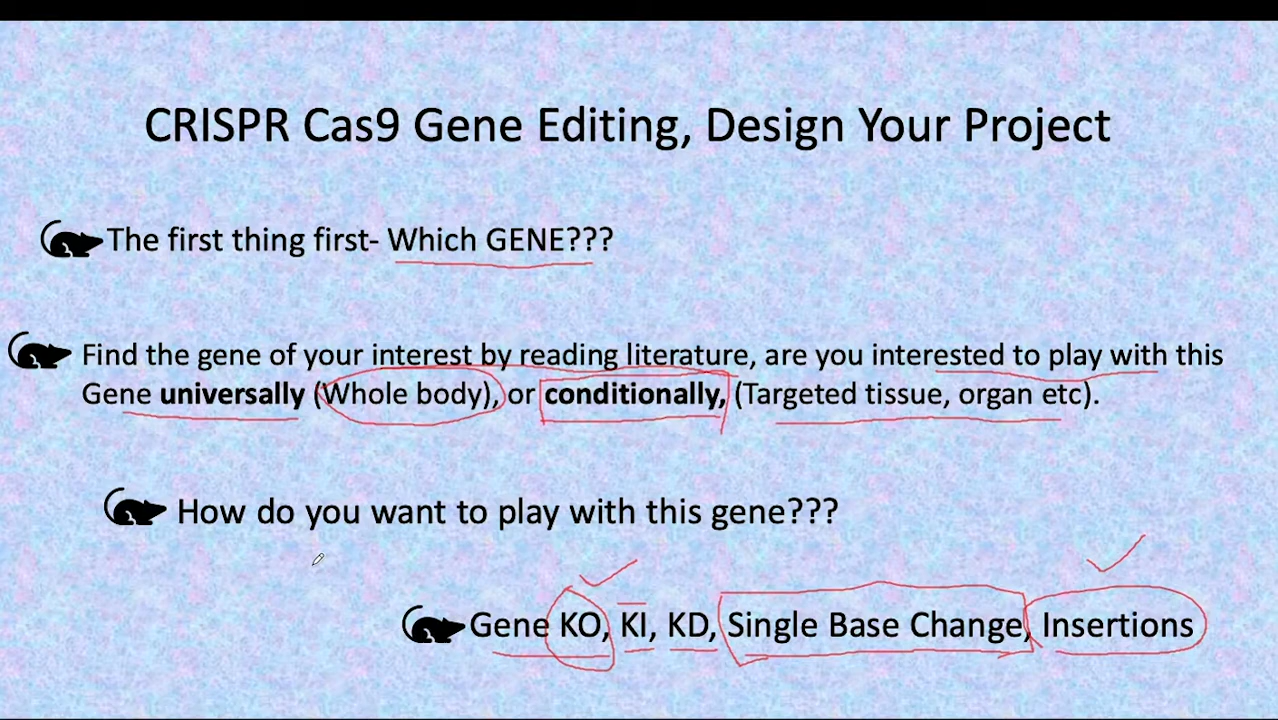 CRISPR Cas9 Gene Editing, Design Your Project
The first thing first- Which GENE???
Find the gene of your interest by reading literature, are you interested to play with this
Gene universally (Whole body), or conditionally, (Targeted tissue, organ etc).
How do you want to play with this gene???
Gene KO, KI, KD, Single Base Change, Insertions